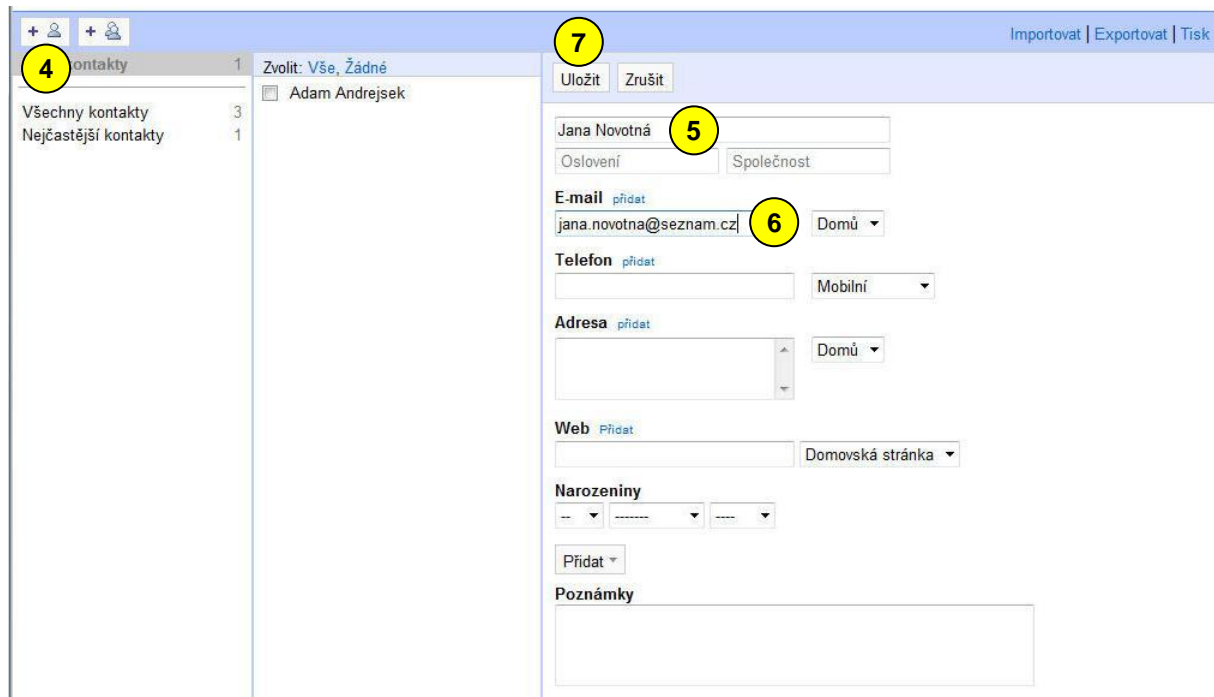 + +
Importovat | Exportovat | Tisk
4 5 6 7
kontakty 1
Všechny kontakty 3
Nejčastější kontakty 1
Zvolit: Vše, Žádné
Adam Andrejsek
Uložit Zrušit
Jana Novotná
Oslovení Společnost
E-mail přidat
jana.novotna@seznam.cz Domů
Telefon přidat
Mobilní
Adresa přidat
Domů
Web Přidat
Domovská stránka
Narozeniny
-- ------- ----
Přidat
Poznámky